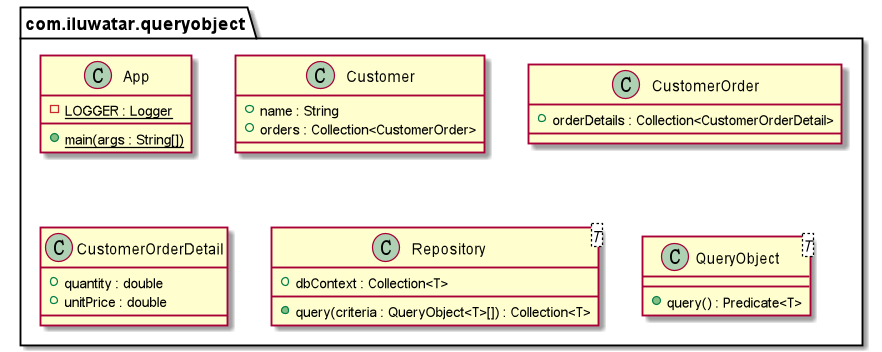 com.iluwatar.queryobject
C App
LOGGER : Logger
main(args : String[])
C Customer
name : String
orders : Collection<CustomerOrder>
C CustomerOrder
orderDetails : Collection<CustomerOrderDetail>
C CustomerOrderDetail
quantity : double
unitPrice : double
C Repository T
dbContext : Collection<T>
query(criteria : QueryObject<T>[]) : Collection<T>
C QueryObject T
query() : Predicate<T>